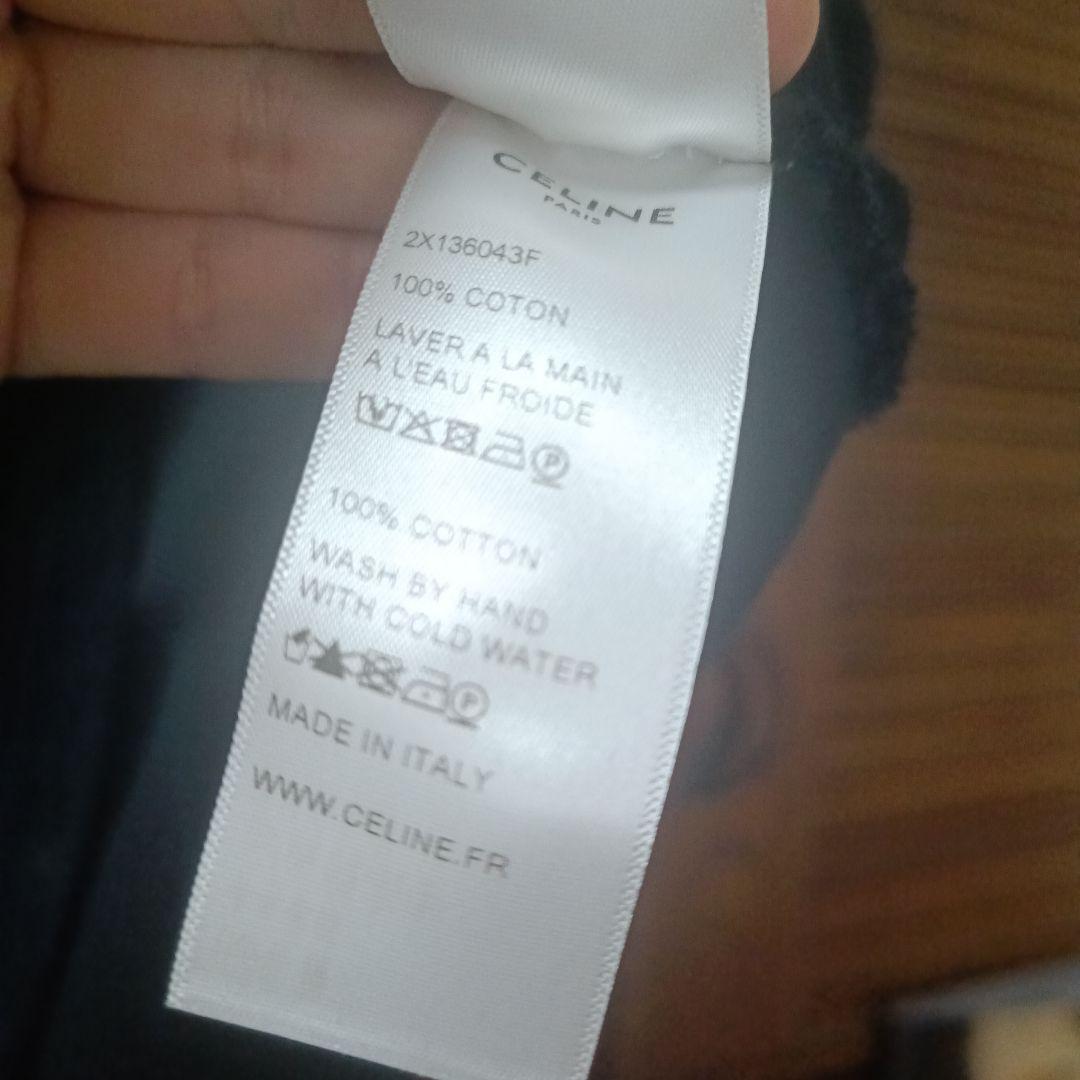 CELINE
PARIS
2X136043F
100% COTON
LAVER A LA MAIN
A L'EAU FROIDE
P
100% COTTON
WASH BY HAND
WITH COLD WATER
P
MADE IN ITALY
WWW.CELINE.FR